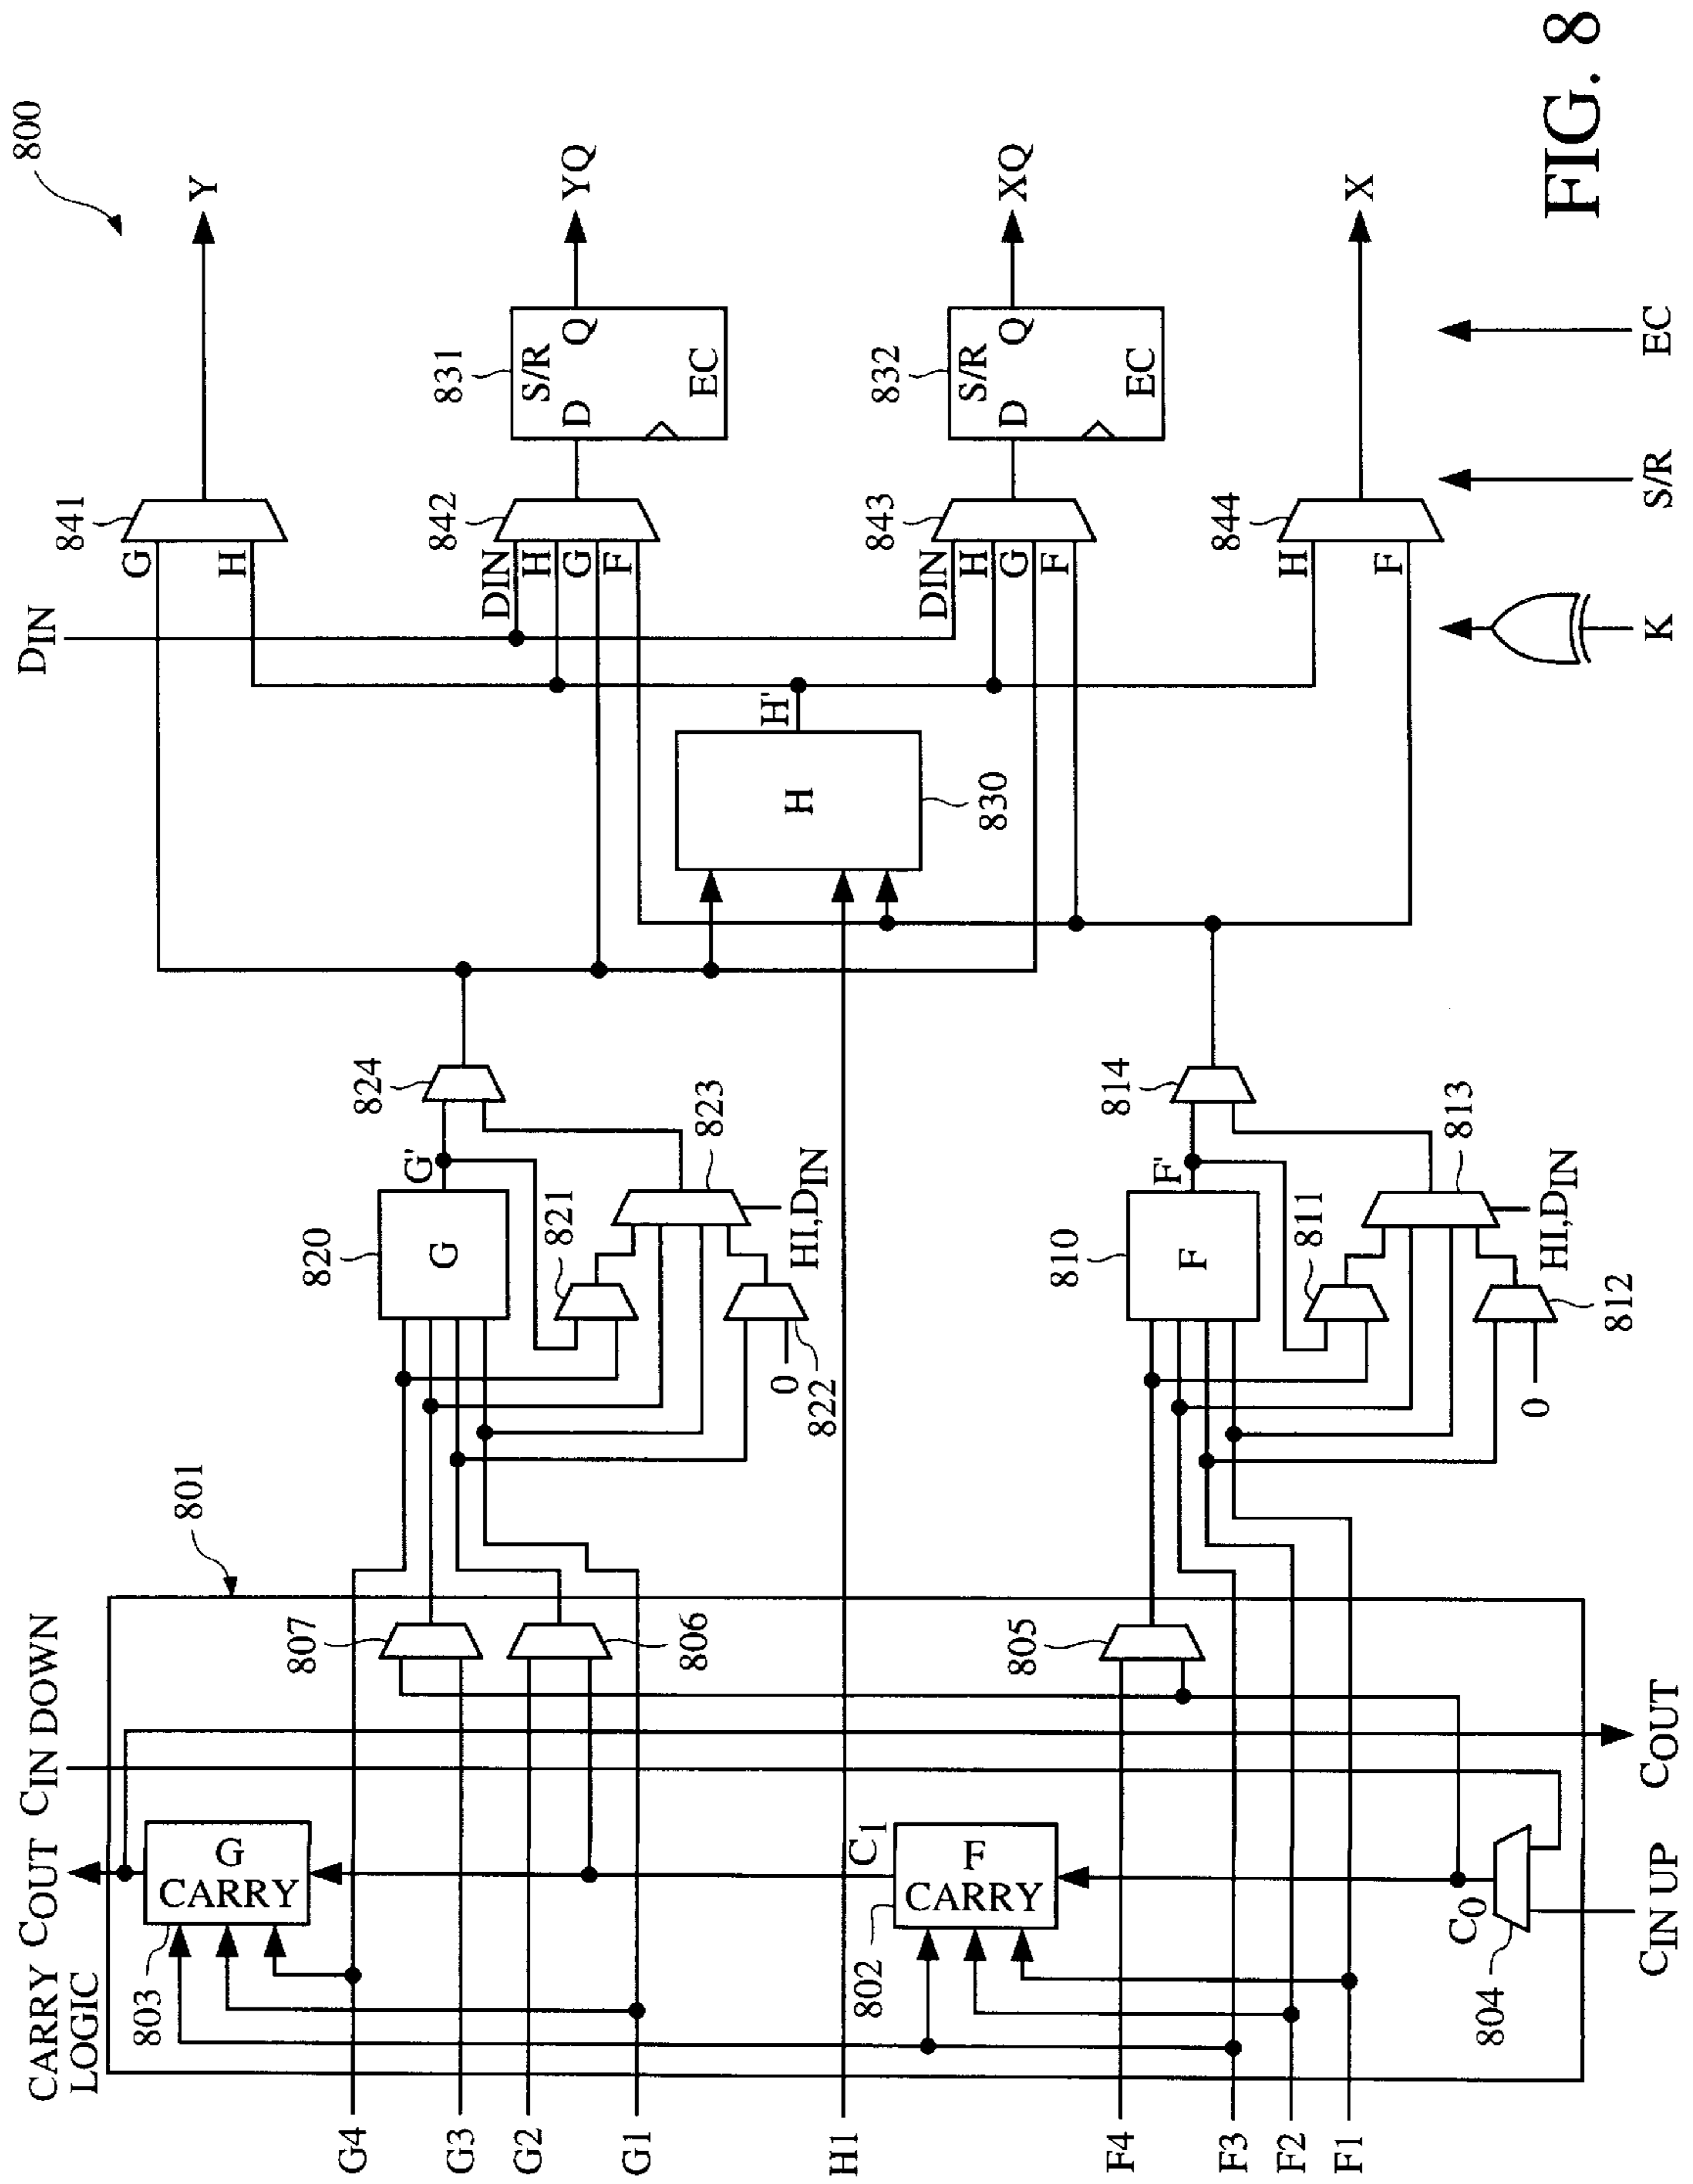 800
Y
YQ
XQ
X
FIG. 8
841
G
H
DIN
831
S/R
D
Q
EC
842
DIN
H
G
F
832
S/R
D
Q
EC
843
DIN
H
G
F
844
H
F
K
S/R
EC
H'
H
830
824
G'
820
G
821
823
HI,DIN
0
822
814
F'
810
F
811
813
HI,DIN
0
812
801
807
806
805
CARRY LOGIC
COUT
CIN DOWN
G
CARRY
803
C1
F
CARRY
802
C0
804
CIN UP
COUT
G4
G3
G2
G1
H1
F4
F3
F2
F1